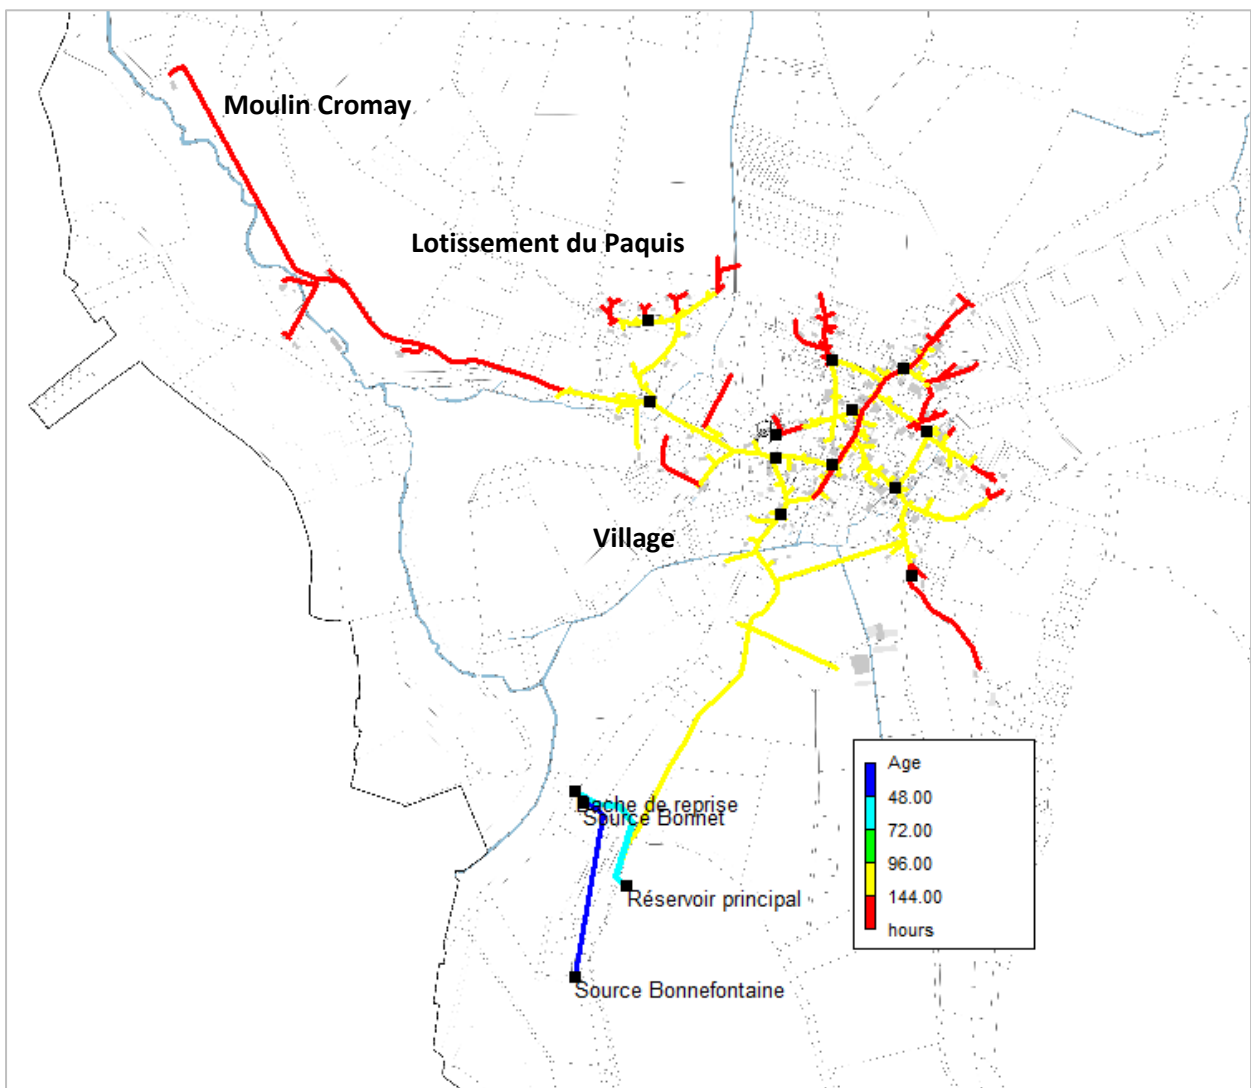 Moulin Cromay
Lotissement du Paquis
Village
Age
48.00
72.00
96.00
144.00
hours
Bache de reprise
Source Bonnet
Réservoir principal
Source Bonnefontaine